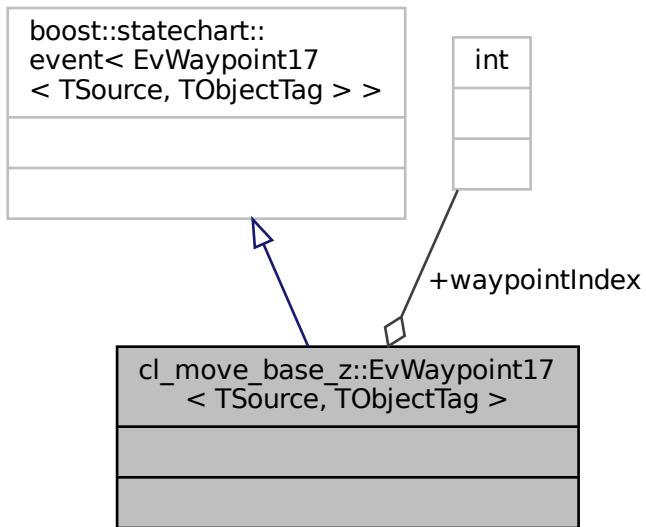 boost::statechart::
event< EvWaypoint17
< TSource, TObjectTag > >
int
+waypointIndex
cl_move_base_z::EvWaypoint17
< TSource, TObjectTag >